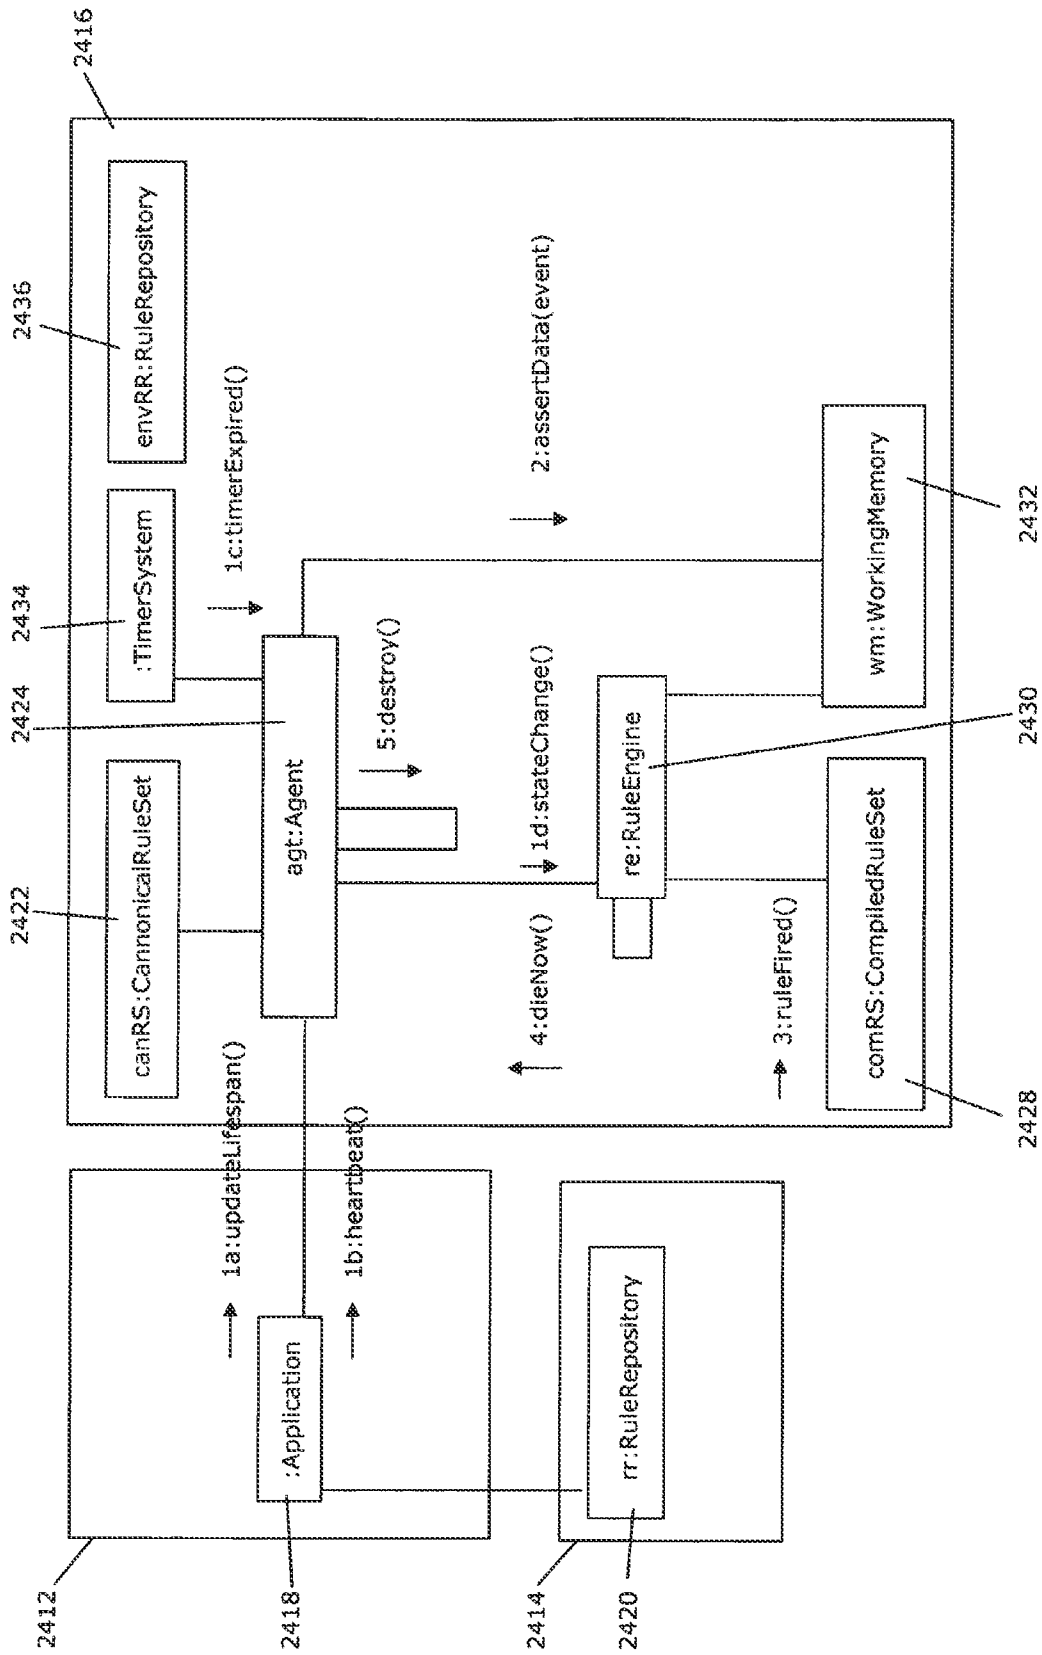 2422
2424
2434
2436
2412
2416
canRS:CannonicalRuleSet
:TimerSystem
envRR:RuleRepository
1a:updateLifespan()
1c:timerExpired()
2418
:Application
agt:Agent
1b:heartbeat()
5:destroy()
2414
4:dieNow()
1d:stateChange()
2:assertData(event)
2420
rr:RuleRepository
re:RuleEngine
3:ruleFired()
comRS:CompiledRuleSet
wm:WorkingMemory
2428
2430
2432